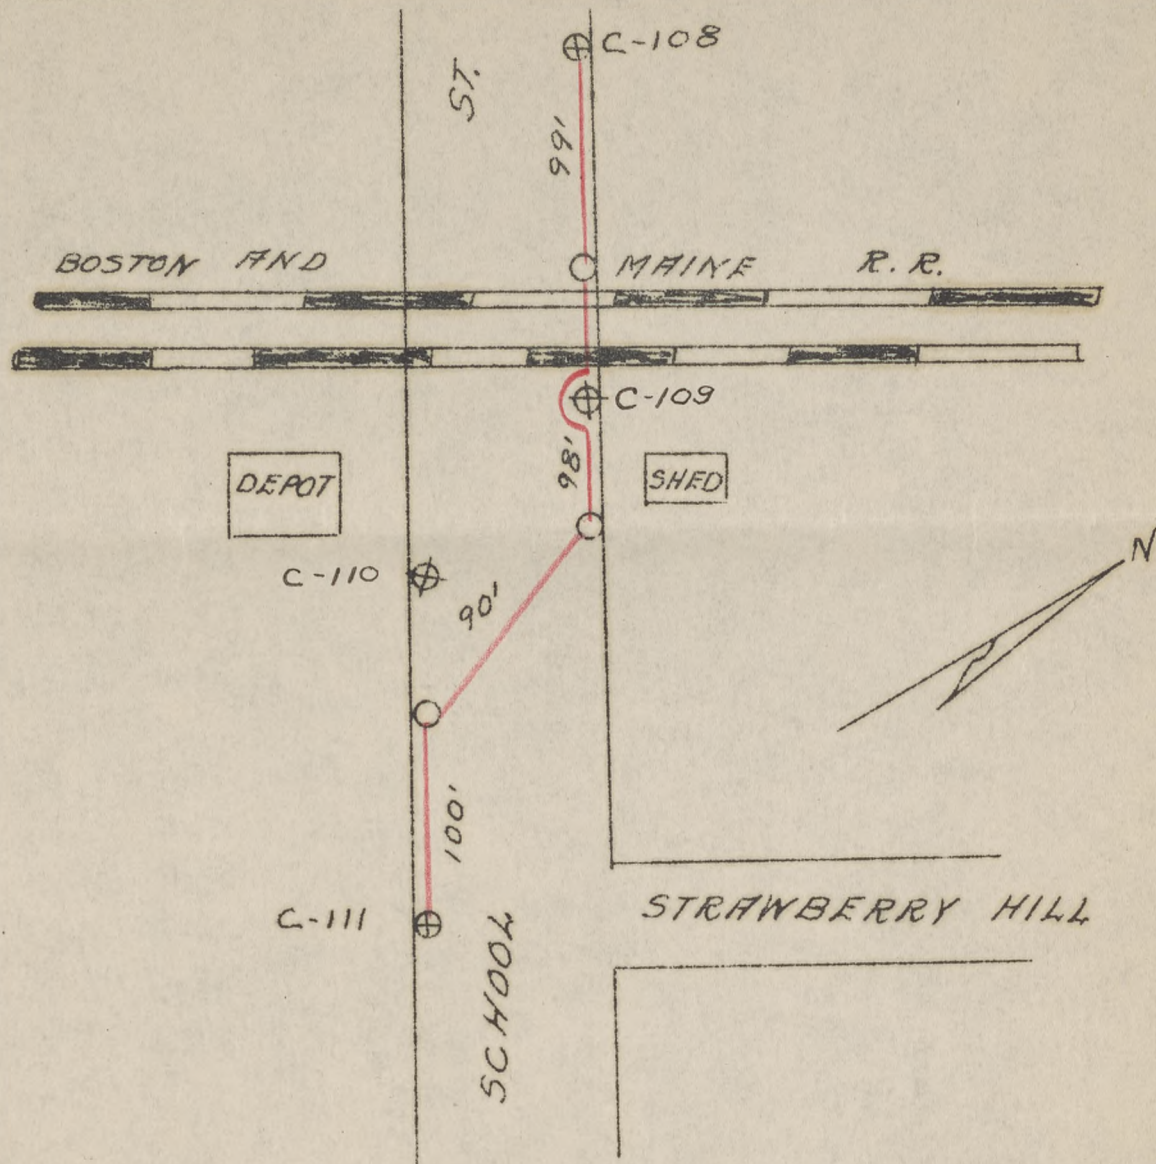 C-108
ST.
99'
BOSTON AND MAINE R.R.
C-109
98'
DEPOT
SHED
C-110
90'
N
100'
C-111
STRAWBERRY HILL
SCHOOL